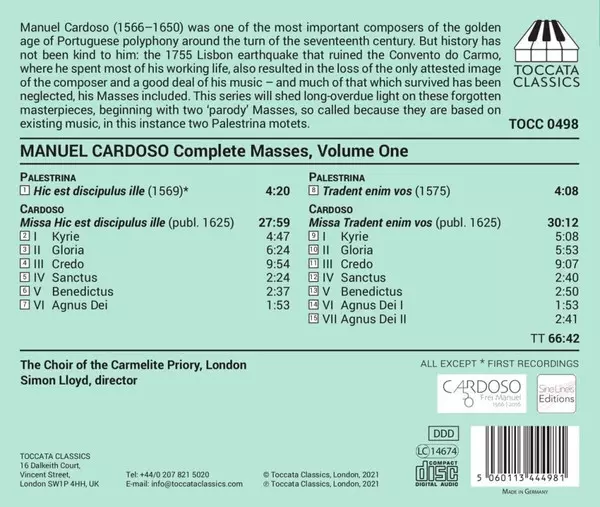 Manuel Cardoso (1566–1650) was one of the most important composers of the golden
age of Portuguese polyphony around the turn of the seventeenth century. But history has
not been kind to him: the 1755 Lisbon earthquake that ruined the Convento do Carmo,
where he spent most of his working life, also resulted in the loss of the only attested image
of the composer and a good deal of his music – and much of that which survived has been
neglected, his Masses included. This series will shed long-overdue light on these forgotten
masterpieces, beginning with two ‘parody’ Masses, so called because they are based on
existing music, in this instance two Palestrina motets.
TOCCATA
CLASSICS
TOCC 0498
MANUEL CARDOSO Complete Masses, Volume One
PALESTRINA
1 Hic est discipulus ille (1569)* 4:20
CARDOSO
Missa Hic est discipulus ille (publ. 1625) 27:59
2 I Kyrie 4:47
3 II Gloria 6:24
4 III Credo 9:54
5 IV Sanctus 2:24
6 V Benedictus 2:37
7 VI Agnus Dei 1:53
PALESTRINA
8 Tradent enim vos (1575) 4:08
CARDOSO
Missa Tradent enim vos (publ. 1625) 30:12
9 I Kyrie 5:08
10 II Gloria 5:53
11 III Credo 9:07
12 IV Sanctus 2:40
13 V Benedictus 2:50
14 VI Agnus Dei I 1:53
15 VII Agnus Dei II 2:41
TT 66:42
The Choir of the Carmelite Priory, London
Simon Lloyd, director
ALL EXCEPT * FIRST RECORDINGS
CARDOSO
Frei Manuel
Sine Linea
Editions
TOCCATA CLASSICS
16 Dalkeith Court,
Vincent Street,
London SW1P 4HH, UK
Tel: +44/0 207 821 5020
E-mail: info@toccataclassics.com
℗ Toccata Classics, London, 2021
© Toccata Classics, London, 2021
DDD
LC 14674
COMPACT
disc
DIGITAL AUDIO
5 060113 444981
MADE IN GERMANY